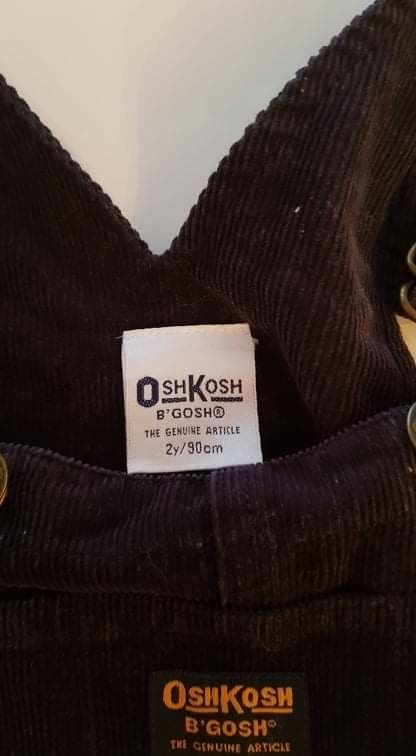 OSHKOSH
B'GOSH®
THE GENUINE ARTICLE
2y/90cm
OSHKOSH
B'GOSH®
THE GENUINE ARTICLE